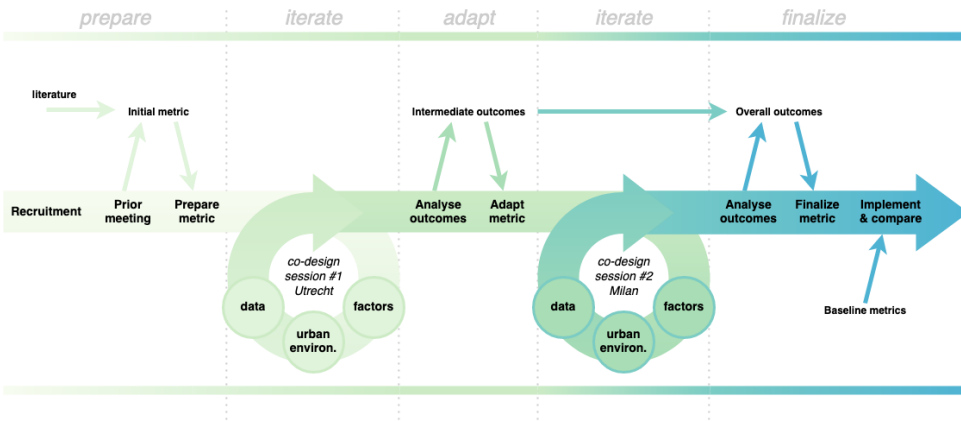 prepare
iterate
adapt
iterate
finalize
literature
Initial metric
Intermediate outcomes
Overall outcomes
Recruitment
Prior
meeting
Prepare
metric
Analyse
outcomes
Adapt
metric
Analyse
outcomes
Finalize
metric
Implement
& compare
co-design
session #1
Utrecht
data
urban
environ.
factors
co-design
session #2
Milan
data
urban
environ.
factors
Baseline metrics